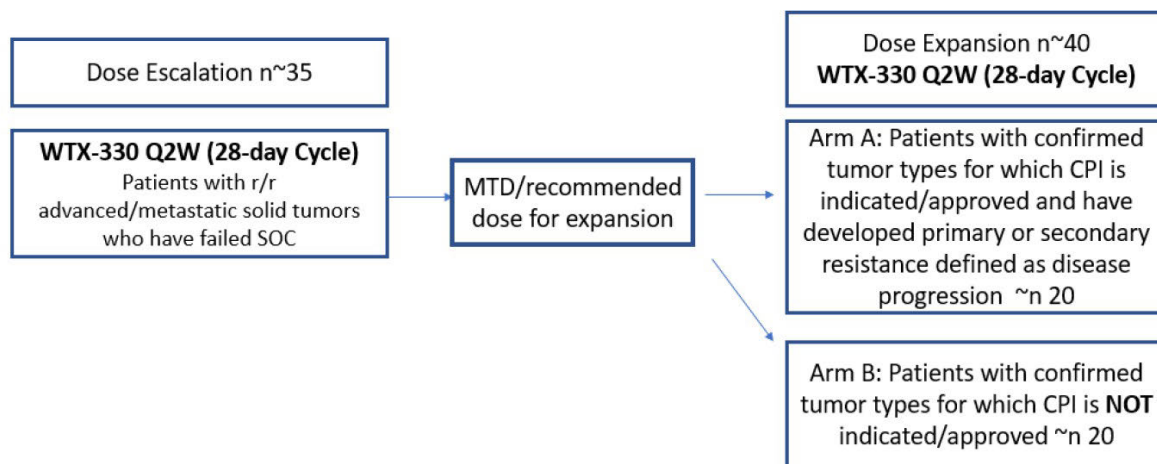 Dose Escalation n~35
WTX-330 Q2W (28-day Cycle)
Patients with r/r
advanced/metastatic solid tumors
who have failed SOC
MTD/recommended
dose for expansion
Dose Expansion n~40
WTX-330 Q2W (28-day Cycle)
Arm A: Patients with confirmed
tumor types for which CPI is
indicated/approved and have
developed primary or secondary
resistance defined as disease
progression ~n 20
Arm B: Patients with confirmed
tumor types for which CPI is NOT
indicated/approved ~n 20